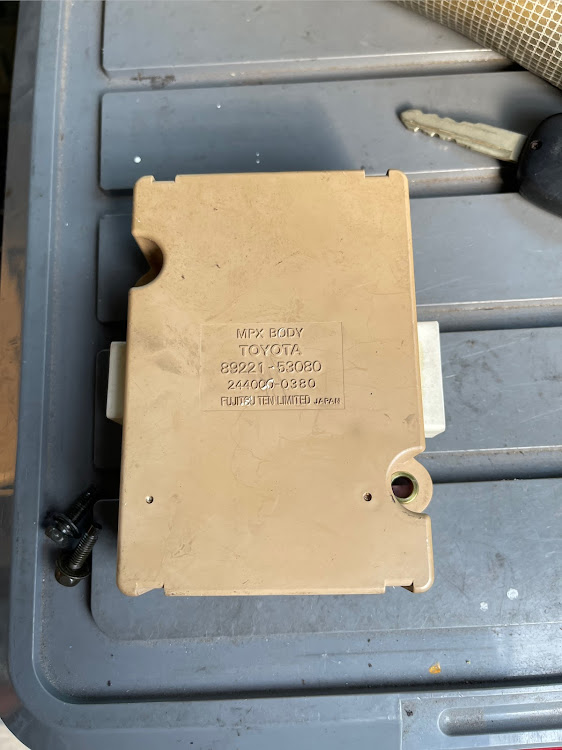 MPX BODY
TOYOTA
89221-53080
244000-0380
FUJITSU TEN LIMITED JAPAN